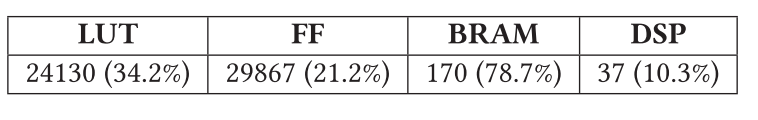 LUT FF BRAM DSP
24130 (34.2%) 29867 (21.2%) 170 (78.7%) 37 (10.3%)